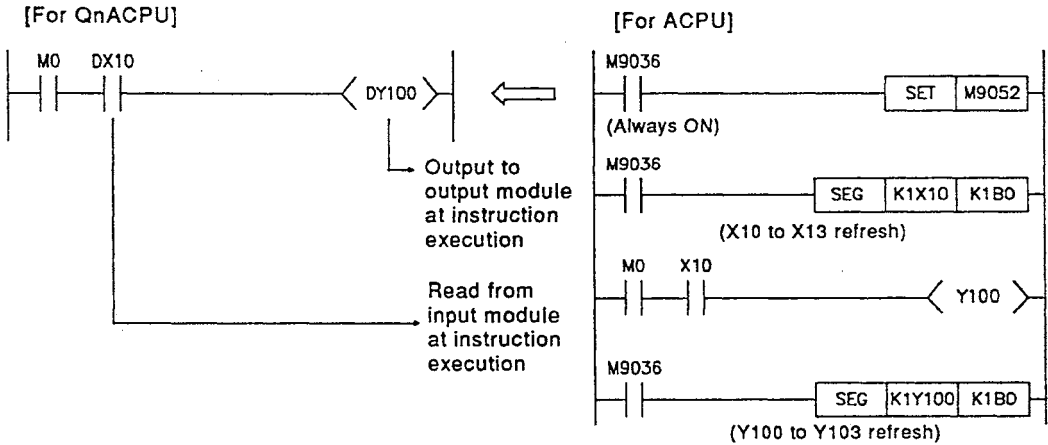 [For QnACPU]
M0 DX10
DY100
Output to
output module
at instruction
execution
Read from
input module
at instruction
execution
[For ACPU]
M9036
SET M9052
(Always ON)
M9036
SEG K1X10 K1B0
(X10 to X13 refresh)
M0 X10
Y100
M9036
SEG K1Y100 K1B0
(Y100 to Y103 refresh)